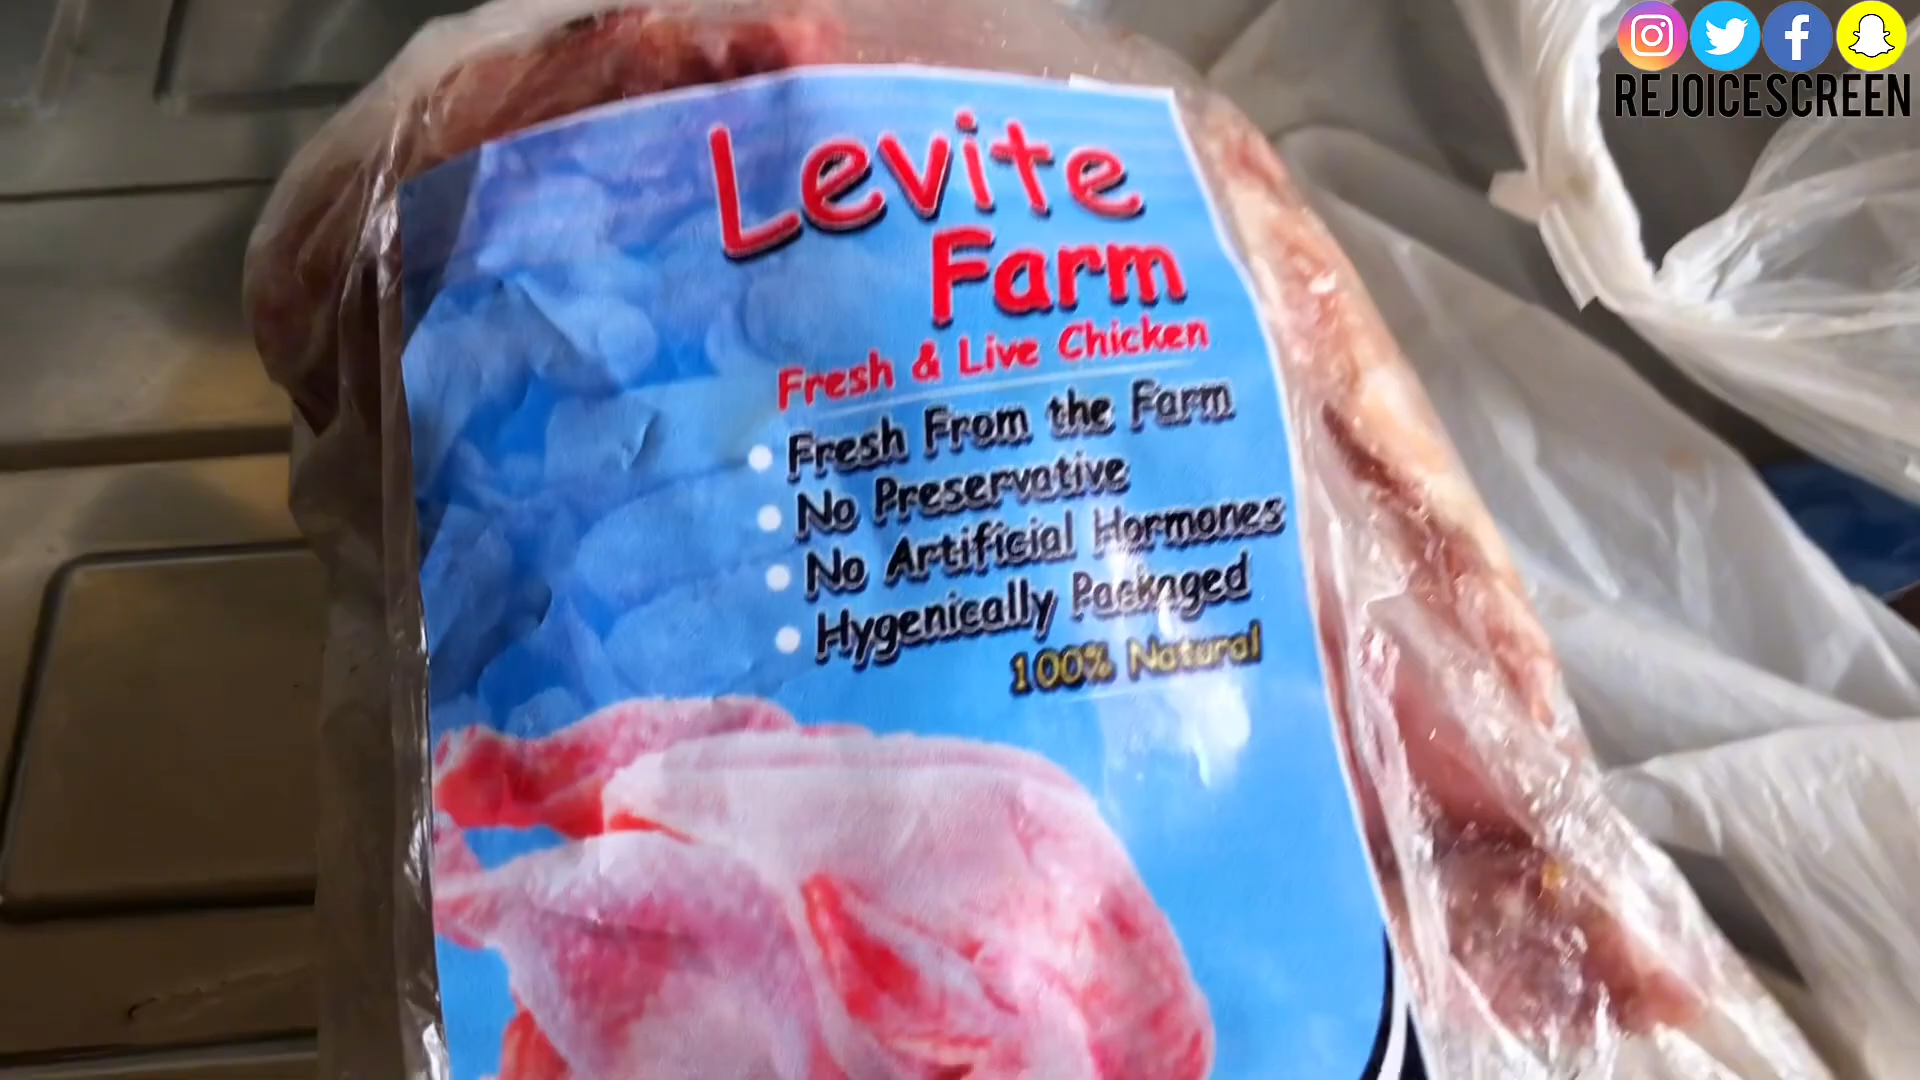 REJOICESCREEN
Levite
Farm
Fresh & Live Chicken
Fresh From the Farm
No Preservative
No Artificial Hormones
Hygenically Packaged
100% Natural